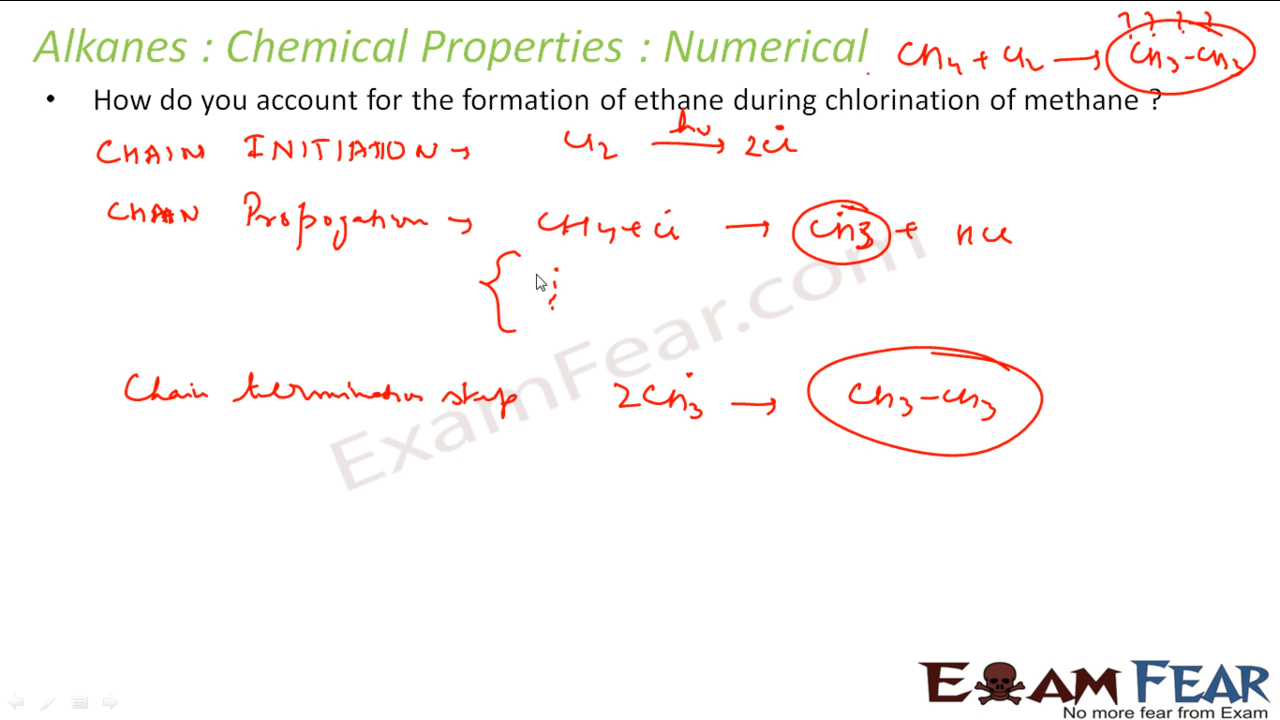 Alkanes : Chemical Properties : Numerical
CH4 + Cl2 → CH3-CH3
? ? ? ?
• How do you account for the formation of ethane during chlorination of methane ?
CHAIN INITIATION → Cl2 hν→ 2Cl̇
CHAIN Propogation → CH4 + Cl̇ → ĊH3 + HCl
Chain termination step 2ĊH3 → CH3-CH3
ExamFear.com
EXAM FEAR
No more fear from Exam